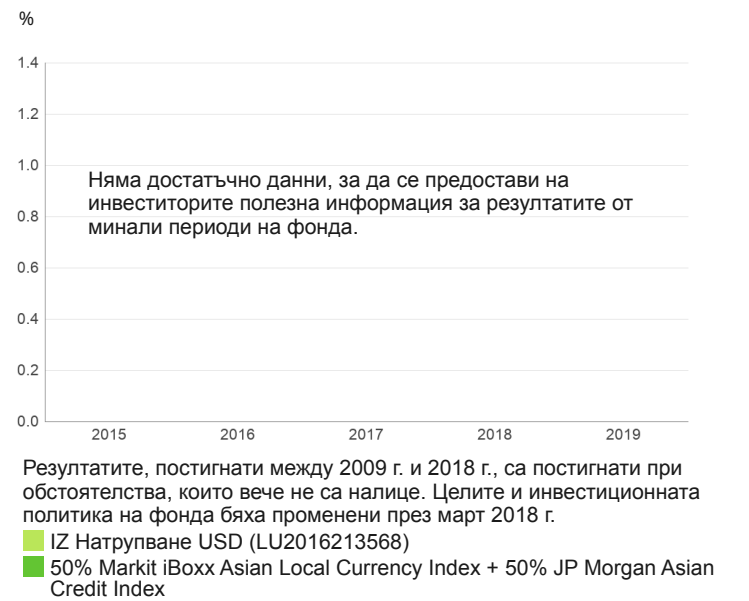 %
1.4
1.2
1.0
Няма достатъчно данни, за да се предостави на
инвеститорите полезна информация за резултатите от
0.8
минали периоди на фонда.
0.6
0.4
0.2
0.0
2015 2016 2017 2018 2019
Резултатите, постигнати между 2009 г. и 2018 г., са постигнати при
обстоятелства, които вече не са налице. Целите и инвестиционната
политика на фонда бяха променени през март 2018 г.
IZ Натрупване USD (LU2016213568)
50% Markit iBoxx Asian Local Currency Index + 50% JP Morgan Asian
Credit Index